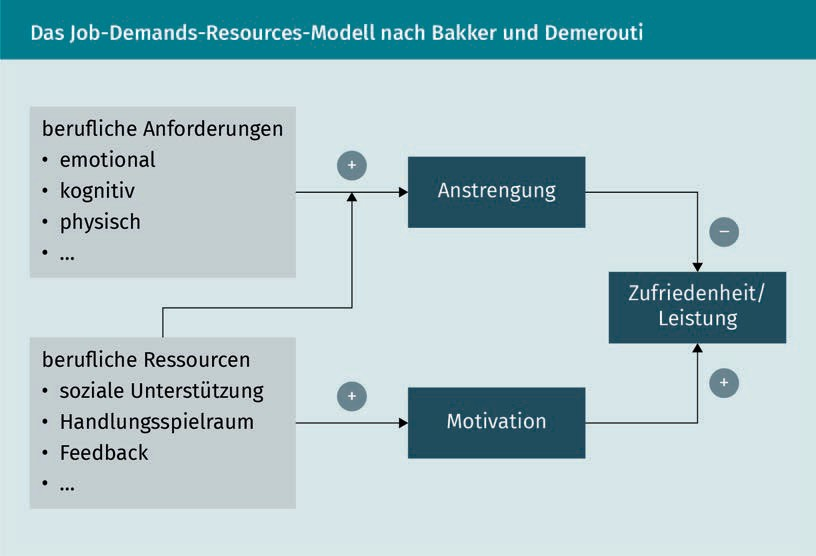 Das Job-Demands-Resources-Modell nach Bakker und Demerouti
berufliche Anforderungen
• emotional
• kognitiv
• physisch
• ...
+
Anstrengung
−
Zufriedenheit/
Leistung
berufliche Ressourcen
• soziale Unterstützung
• Handlungsspielraum
• Feedback
• ...
+
Motivation
+